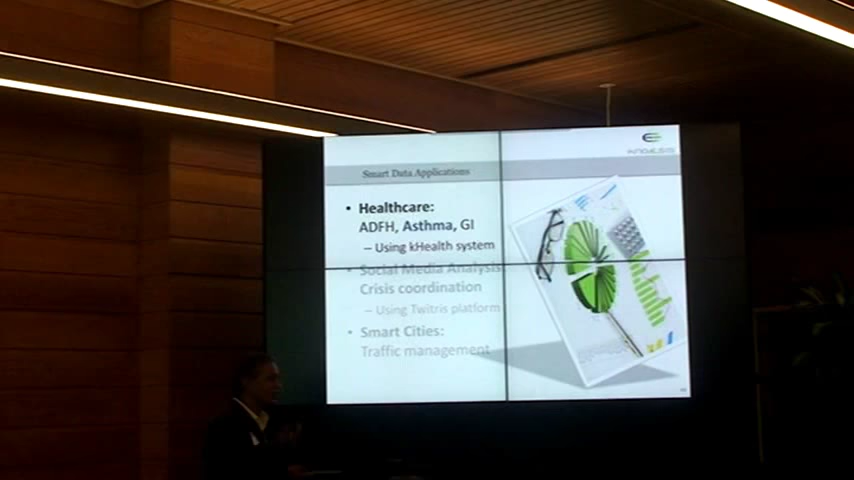 KNOESIS
Smart Data Applications
• Healthcare:
ADFH, Asthma, GI
– Using kHealth system
• Social Media Analysis
Crisis coordination
– Using Twitris platform
• Smart Cities:
Traffic management